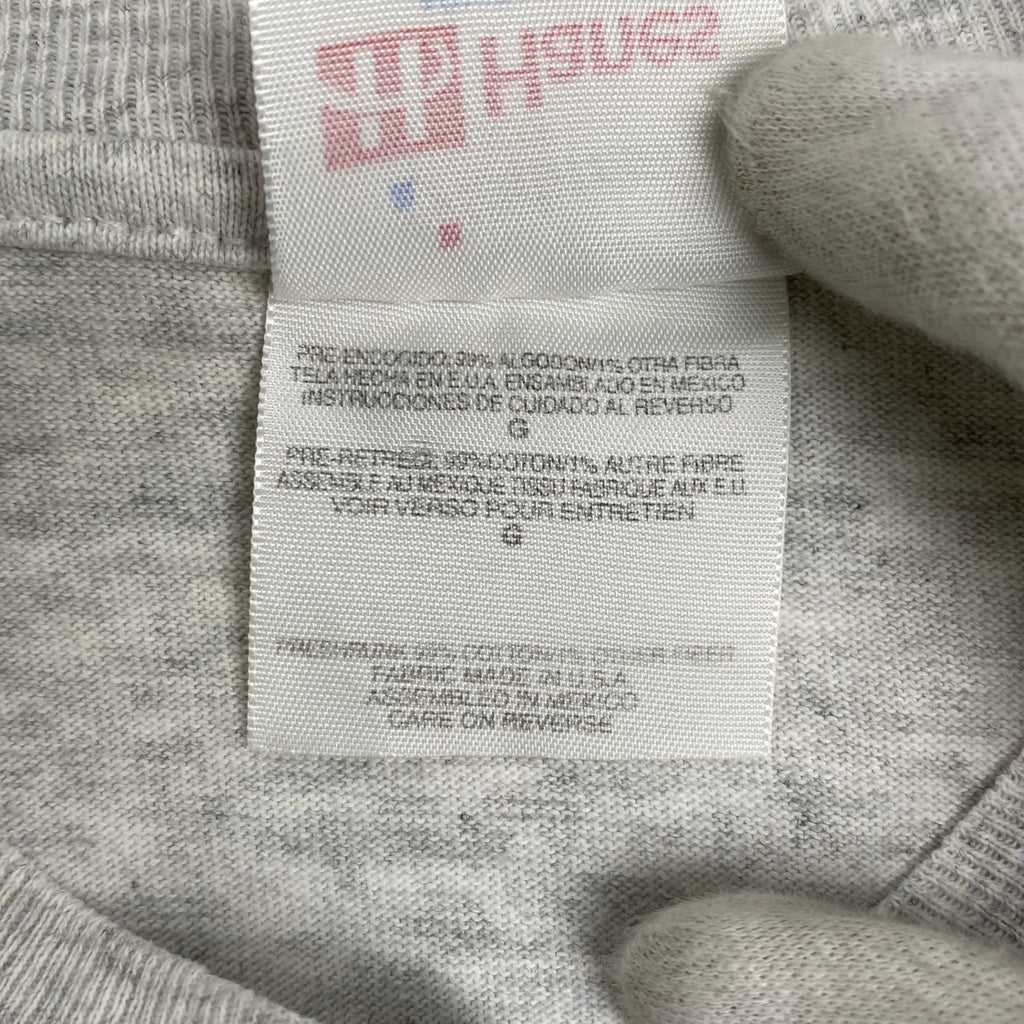 Hanes
PRE-ENCOGIDO: 99% ALGODON/1% OTRA FIBRA
TELA HECHA EN E.U.A. ENSAMBLADO EN MEXICO
INSTRUCCIONES DE CUIDADO AL REVERSO
G
PRE-RETRECI: 99% COTON/1% AUTRE FIBRE
ASSEMBLE AU MEXIQUE TISSU FABRIQUE AUX E.U.
VOIR VERSO POUR ENTRETIEN
G
PRESHRUNK 99% COTTON/1% OTHER FIBER
FABRIC MADE IN U.S.A
ASSEMBLED IN MEXICO
CARE ON REVERSE